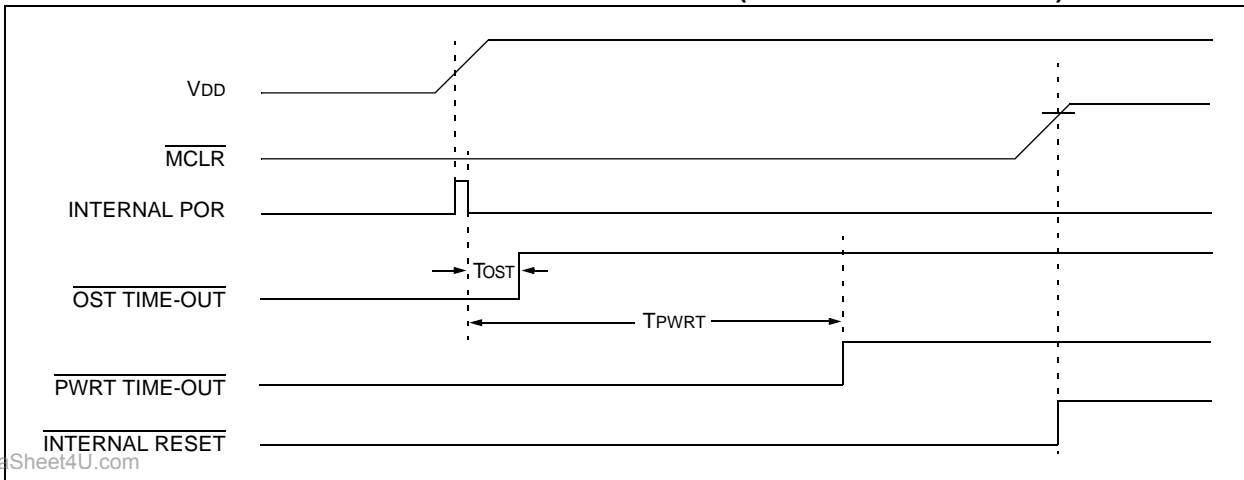 VDD
MCLR
INTERNAL POR
TOST
OST TIME-OUT
TPWRT
PWRT TIME-OUT
INTERNAL RESET
aSheet4U.com